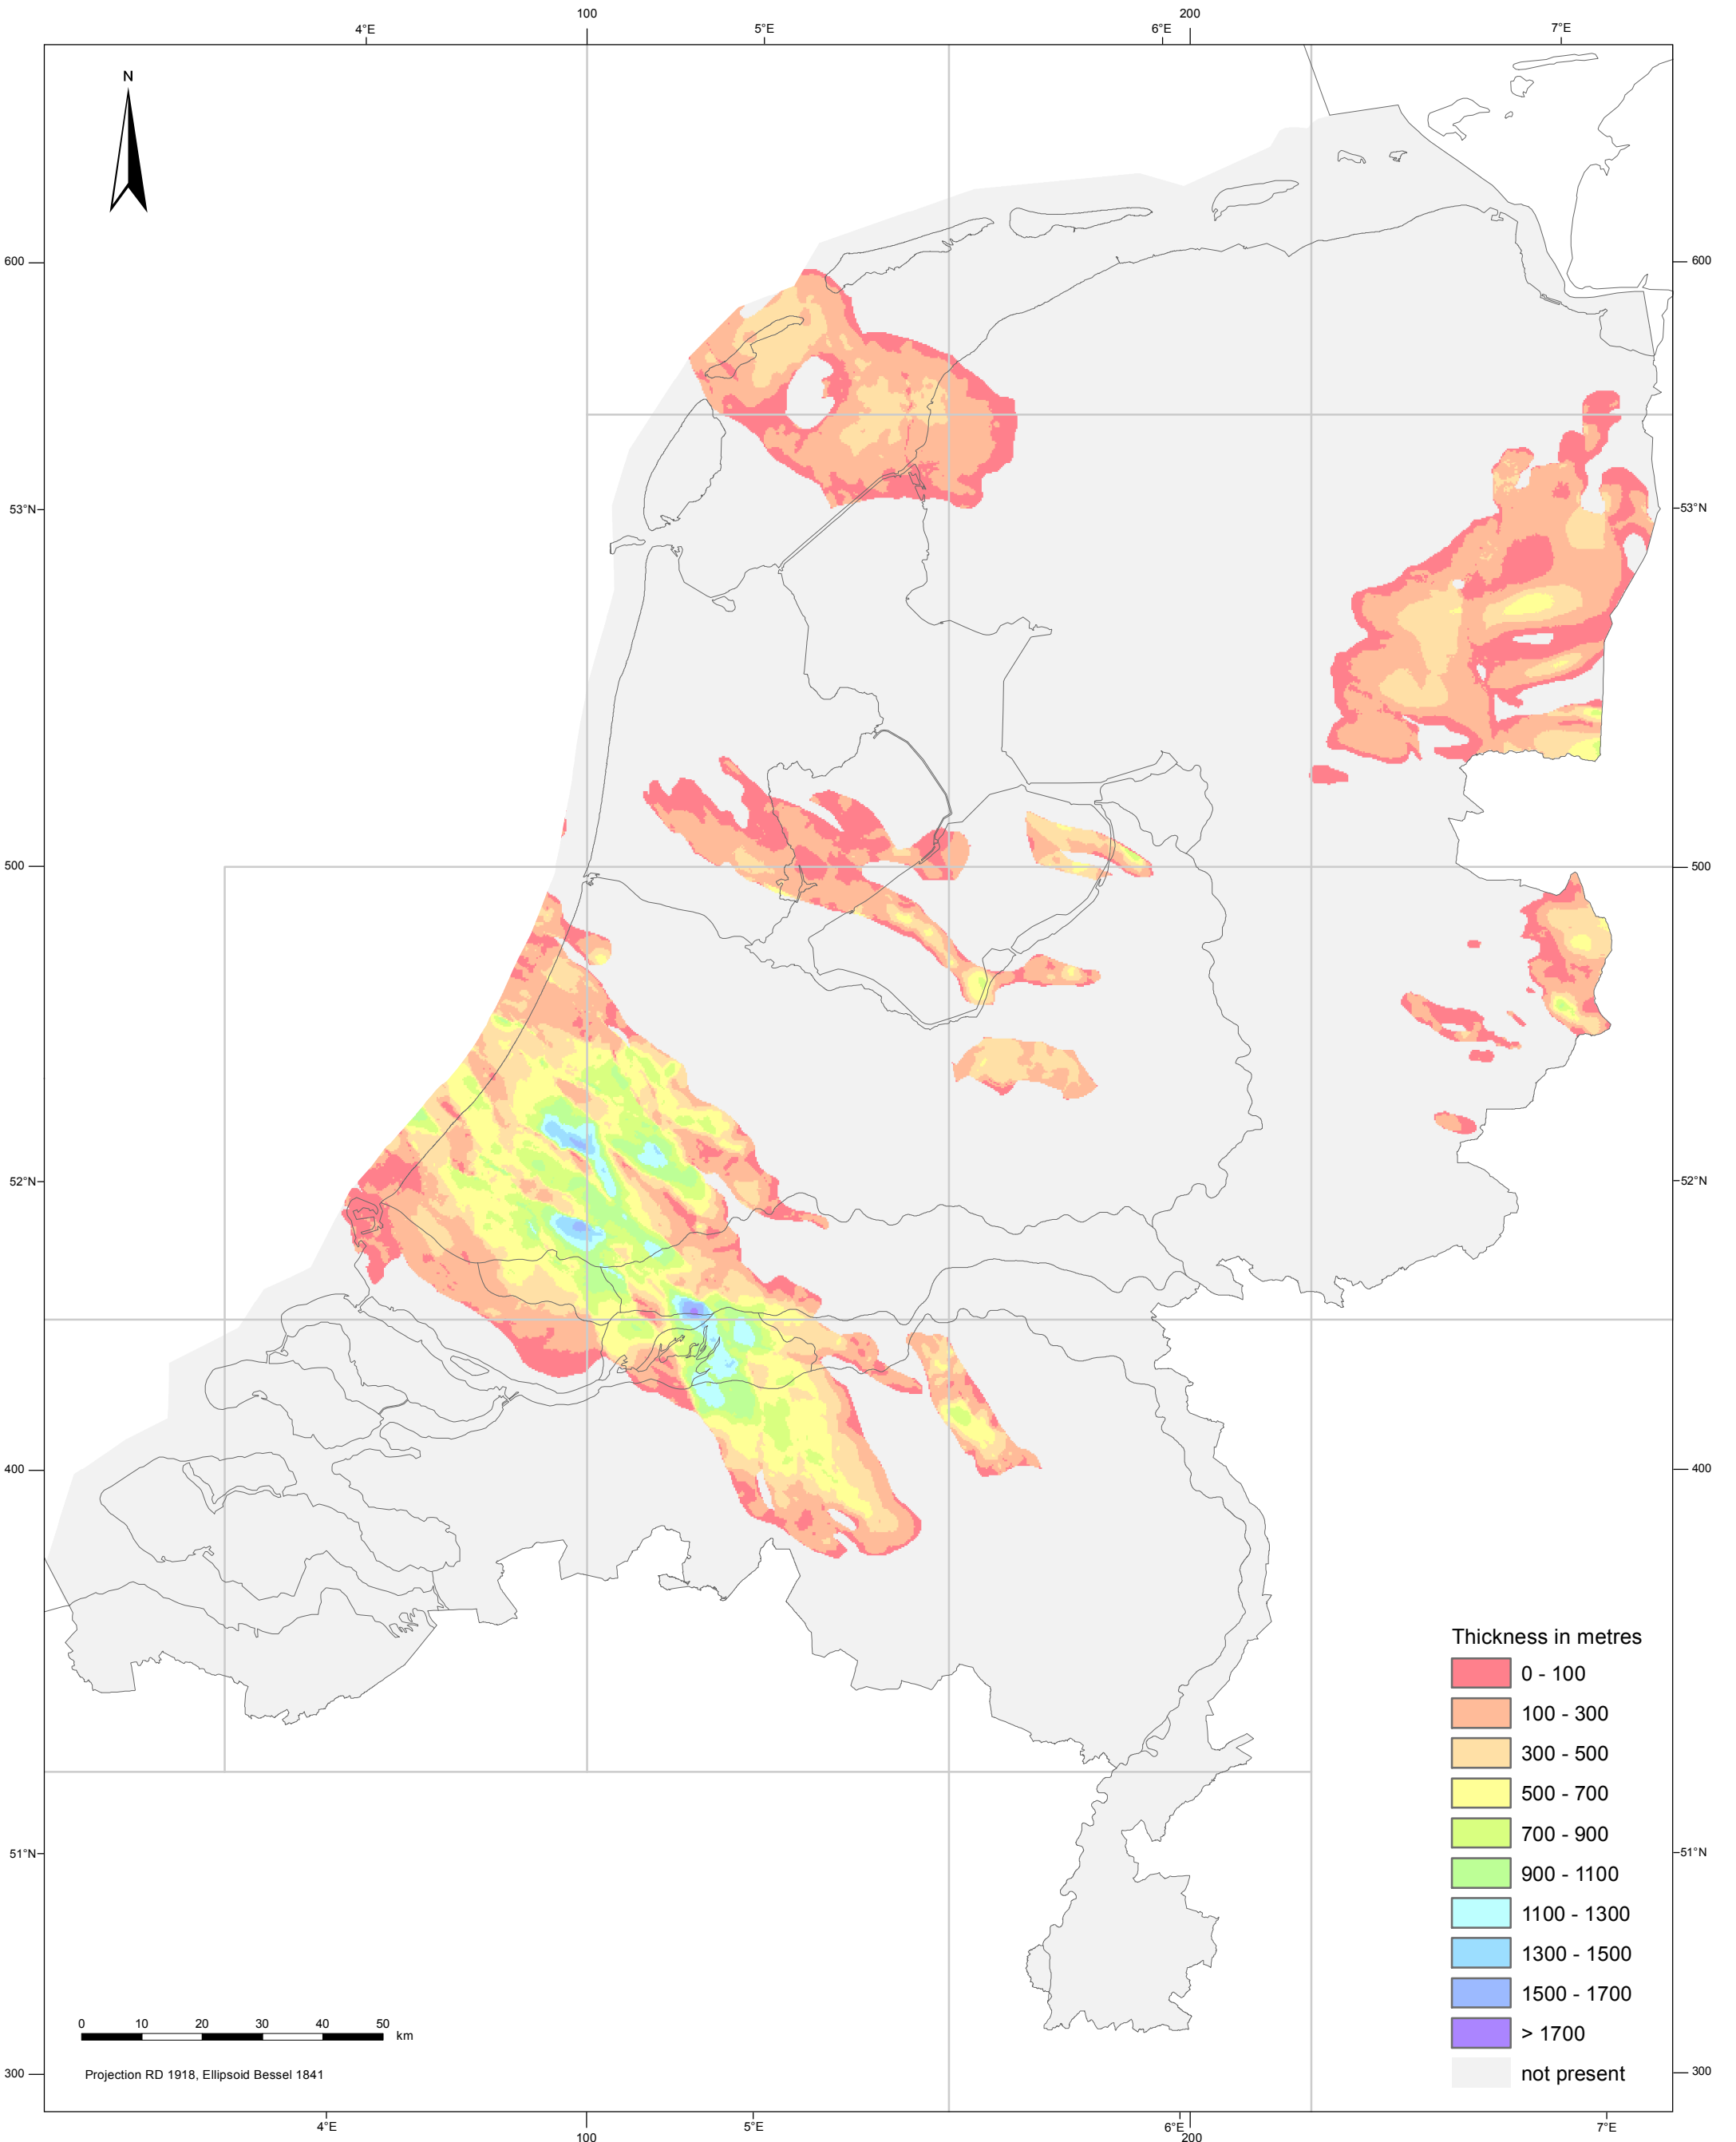 100
200
4°E
5°E
6°E
7°E
N
600
600
53°N
53°N
500
500
52°N
52°N
400
400
Thickness in metres
0 - 100
100 - 300
300 - 500
500 - 700
700 - 900
51°N
51°N
900 - 1100
1100 - 1300
1300 - 1500
1500 - 1700
> 1700
0 10 20 30 40 50 km
Projection RD 1918, Ellipsoid Bessel 1841
not present
300
300
4°E
5°E
6°E
7°E
100
200